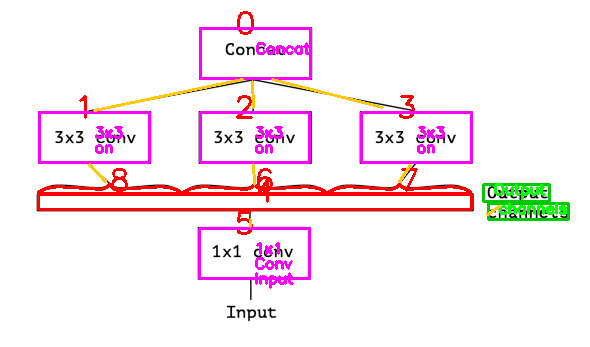 0
Concat Concat
1 2 3
3x3 conv 3x3 on 3x3 conv 3x3 on 3x3 conv 3x3 on
8 6 7
4
Output Output
channels channels
5
1x1 conv 1x1
Conv
Input
Input